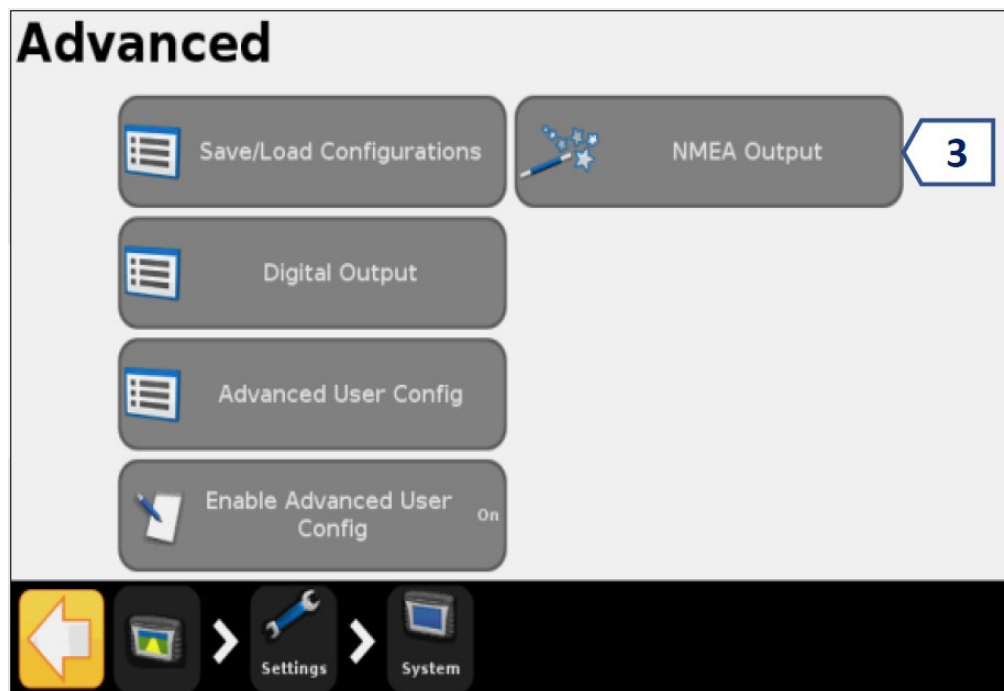 Advanced
Save/Load Configurations
NMEA Output
3
Digital Output
Advanced User Config
Enable Advanced User
Config
On
Settings
System